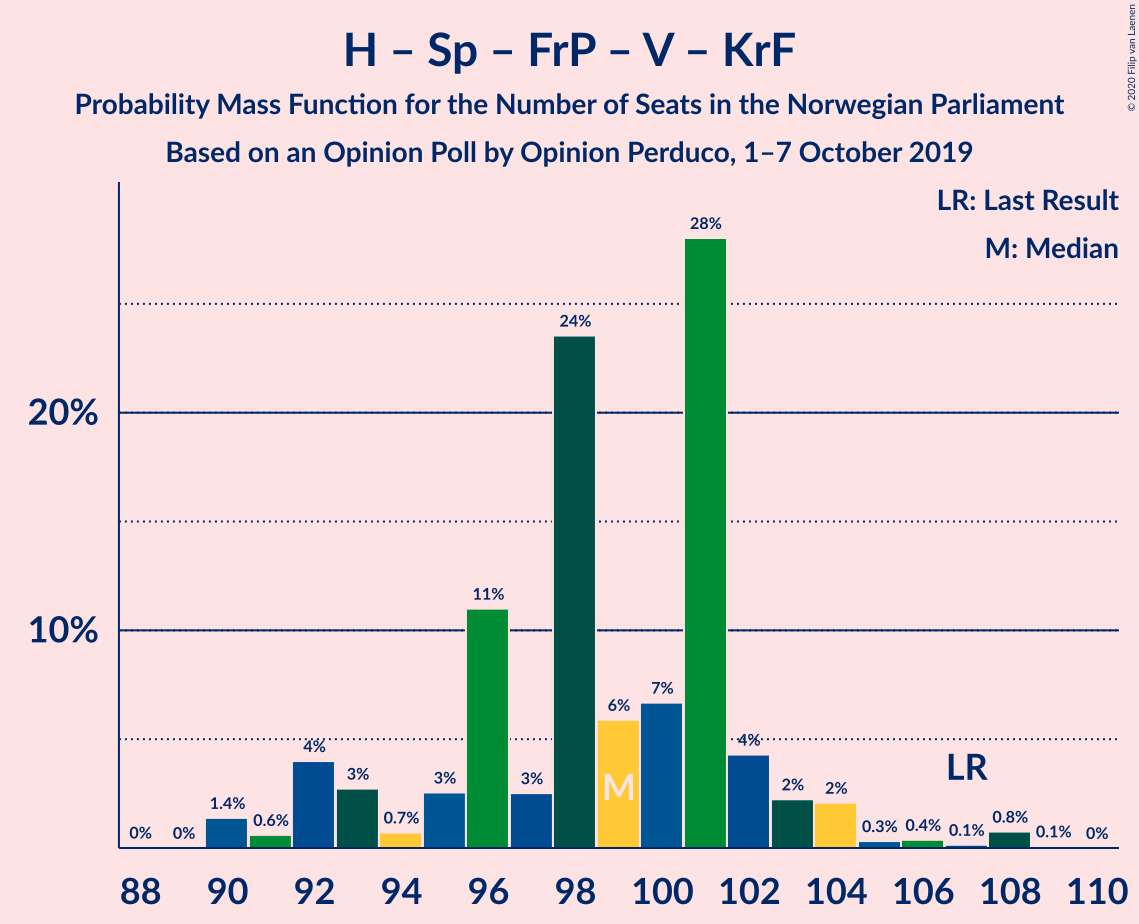 H – Sp – FrP – V – KrF
Probability Mass Function for the Number of Seats in the Norwegian Parliament
Based on an Opinion Poll by Opinion Perduco, 1–7 October 2019
© 2020 Filip van Laenen
LR: Last Result
M: Median
28%
24%
20%
11%
10%
7%
6%
4%
4%
3%
3%
3%
2%
2%
1.4%
0.6%
0.7%
0.3%
0.4%
0.1%
0.8%
0.1%
0%
0%
0%
M
LR
88 90 92 94 96 98 100 102 104 106 108 110